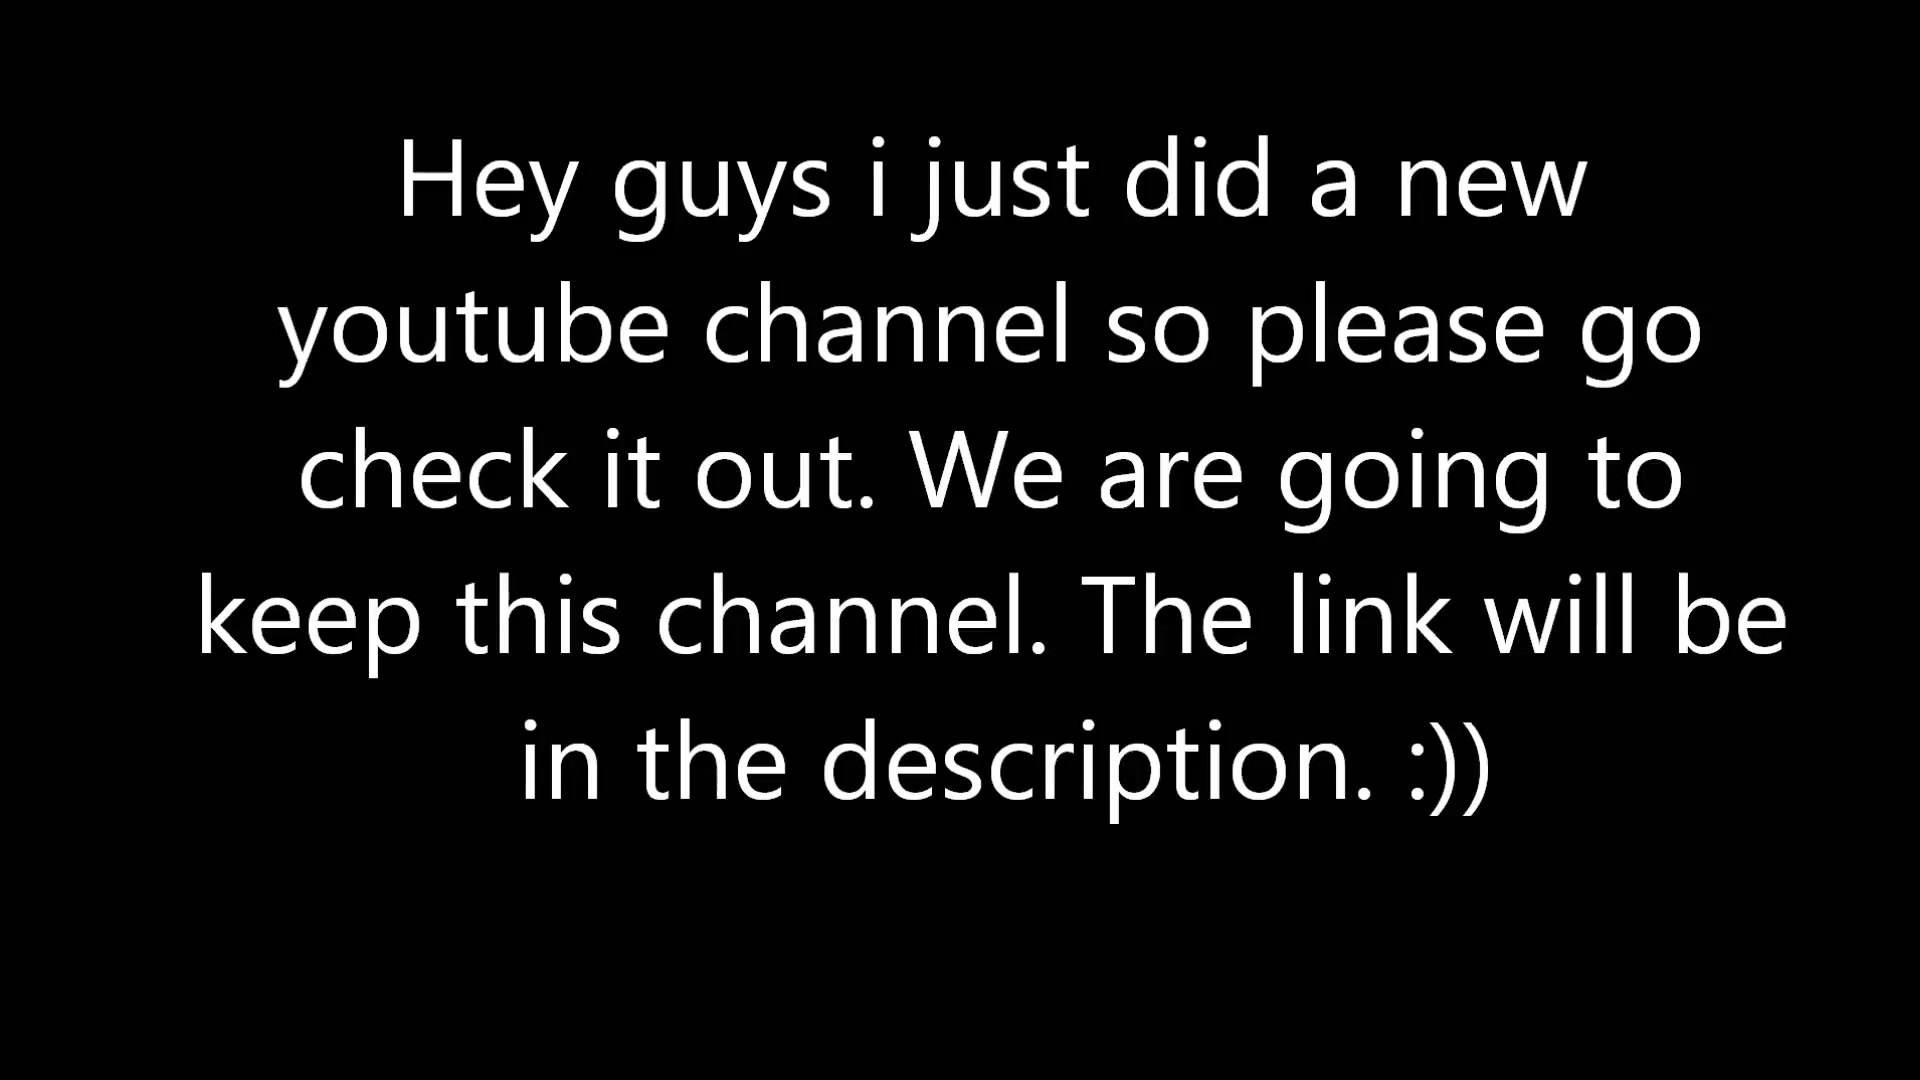 Hey guys i just did a new
youtube channel so please go
check it out. We are going to
keep this channel. The link will be
in the description. :))